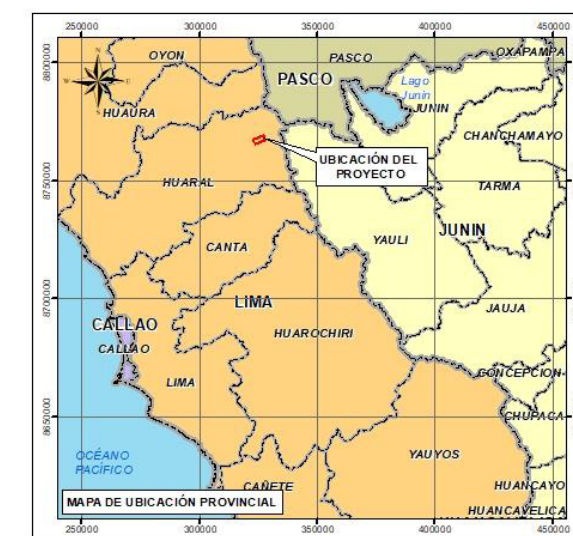 250000 300000 350000 400000 450000
OYON
PASCO
OXAPAMPA
8800000
N
W E
S
PASCO
Lago
Junin
JUNIN
HUAURA
CHANCHAMAYO
UBICACIÓN DEL
PROYECTO
8750000
HUARAL
TARMA
YAULI
JUNIN
CANTA
8700000
LIMA
JAUJA
CALLAO
HUAROCHIRI
CALLAO
LIMA
CONCEPCION
CHUPACA
8650000
OCÉANO
PACÍFICO
YAUYOS
CAÑETE
HUANCAYO
MAPA DE UBICACIÓN PROVINCIAL
HUANCAVELICA
250000 300000 350000 400000 450000